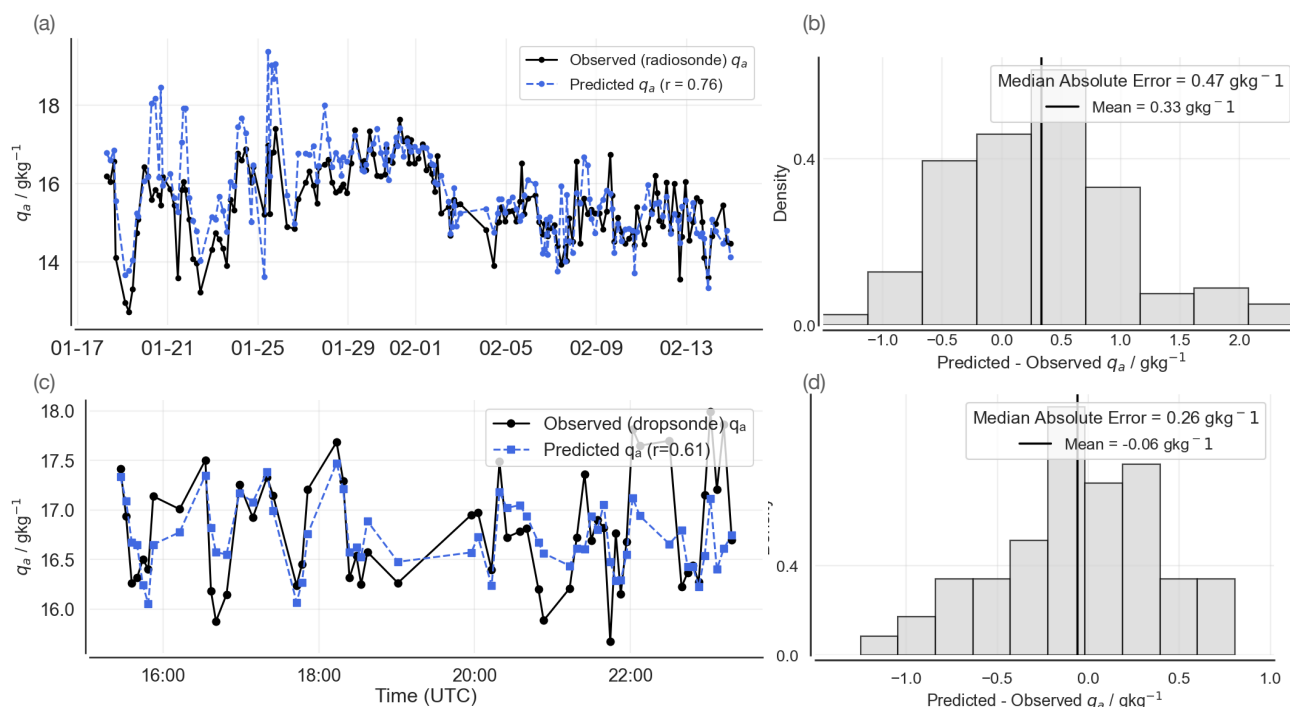 (a)
Observed (radiosonde) qₐ
Predicted qₐ (r = 0.76)
qₐ / gkg⁻¹
18
16
14
01-17 01-21 01-25 01-29 02-01 02-05 02-09 02-13
(b)
Median Absolute Error = 0.47 gkg − 1
Mean = 0.33 gkg − 1
Density
0.4
0.0
−1.0 −0.5 0.0 0.5 1.0 1.5 2.0
Predicted - Observed qₐ / gkg⁻¹
(c)
Observed (dropsonde) qₐ
Predicted qₐ (r=0.61)
qₐ / gkg⁻¹
18.0
17.5
17.0
16.5
16.0
16:00 18:00 20:00 22:00
Time (UTC)
(d)
Median Absolute Error = 0.26 gkg − 1
Mean = -0.06 gkg − 1
Density
0.4
0.0
−1.0 −0.5 0.0 0.5 1.0
Predicted - Observed qₐ / gkg⁻¹